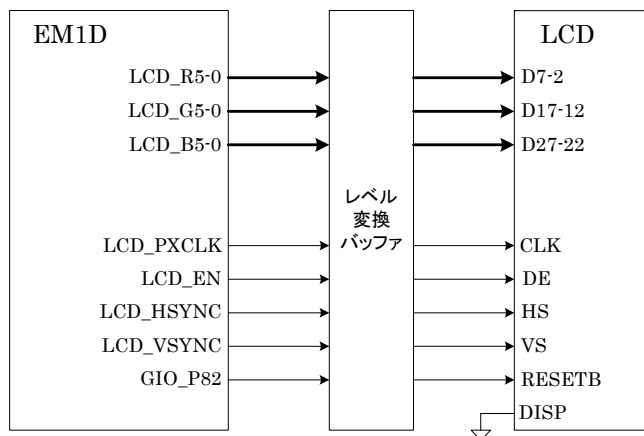 EM1D
LCD
LCD_R5-0
D7-2
LCD_G5-0
D17-12
LCD_B5-0
D27-22
レベル
変換
バッファ
LCD_PXCLK
CLK
LCD_EN
DE
LCD_HSYNC
HS
LCD_VSYNC
VS
GIO_P82
RESETB
DISP